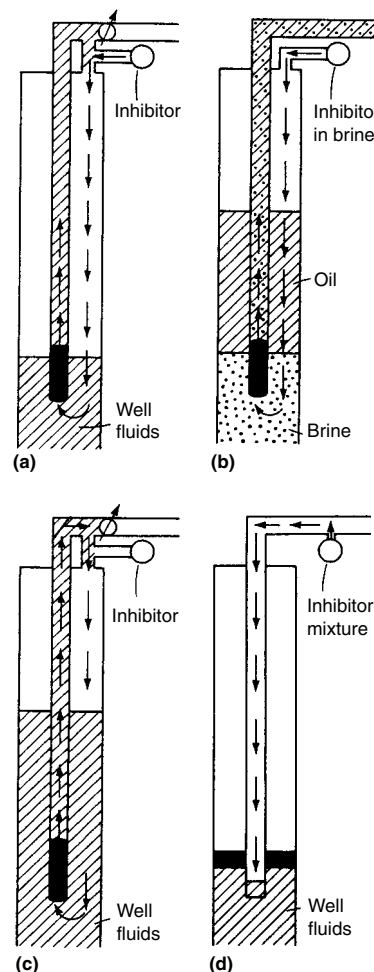 Inhibitor
Well
fluids
(a)
Inhibito
in brine
Oil
Brine
(b)
Inhibitor
Well
fluids
(c)
Inhibitor
mixture
Well
fluids
(d)